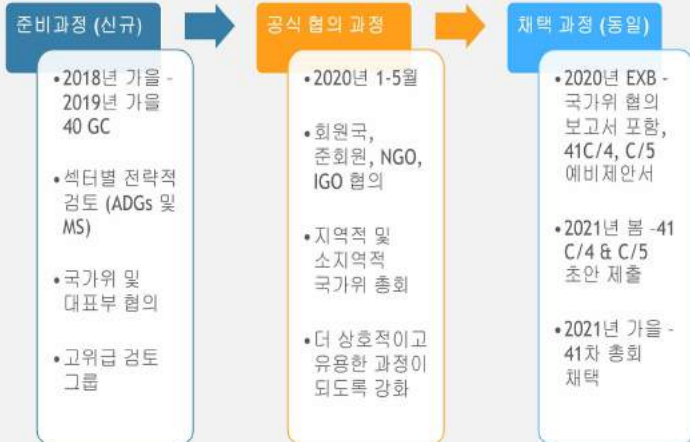 준비과정 (신규)
•2018년 가을 -
2019년 가을
40 GC
•섹터별 전략적
검토 (ADGs 및
MS)
•국가위 및
대표부 협의
•고위급 검토
그룹
공식 협의 과정
•2020년 1-5월
•회원국,
준회원, NGO,
IGO 협의
•지역적 및
소지역적
국가위 총회
•더 상호적이고
유용한 과정이
되도록 강화
채택 과정 (동일)
•2020년 EXB -
국가위 협의
보고서 포함,
41C/4, C/5
예비제안서
•2021년 봄 -41
C/4 & C/5
초안 제출
•2021년 가을 -
41차 총회
채택